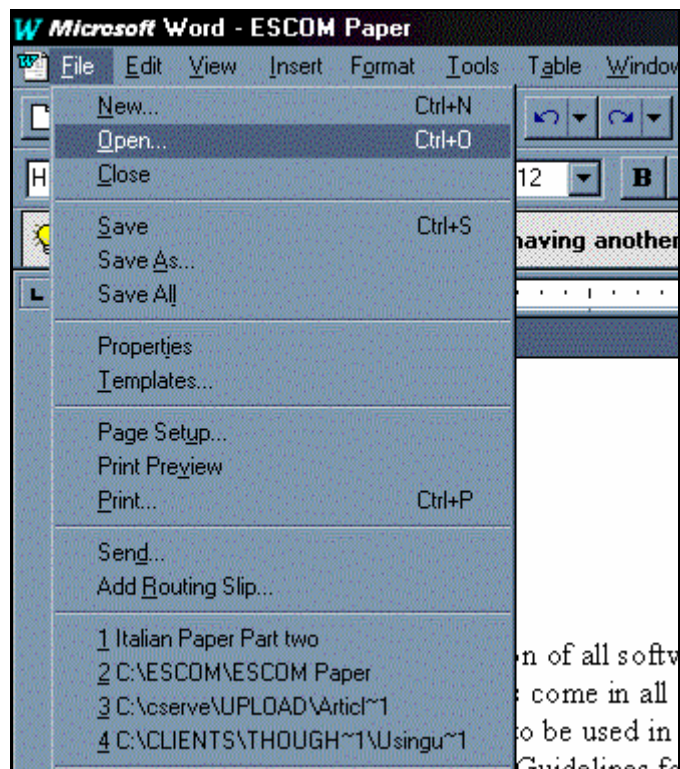 Microsoft Word - ESCOM Paper
File Edit View Insert Format Tools Table Window
New... Ctrl+N
Open... Ctrl+O
Close
12 B
Save Ctrl+S
having another
Save As...
Save All
Properties
Templates...
Page Setup...
Print Preview
Print... Ctrl+P
Send...
Add Routing Slip...
1 Italian Paper Part two
2 C:\ESCOM\ESCOM Paper
3 C:\cserve\UPLOAD\Articl~1
4 C:\CLIENTS\THOUGH~1\Usingu~1
of all
come in all
to be used in
Guidelines